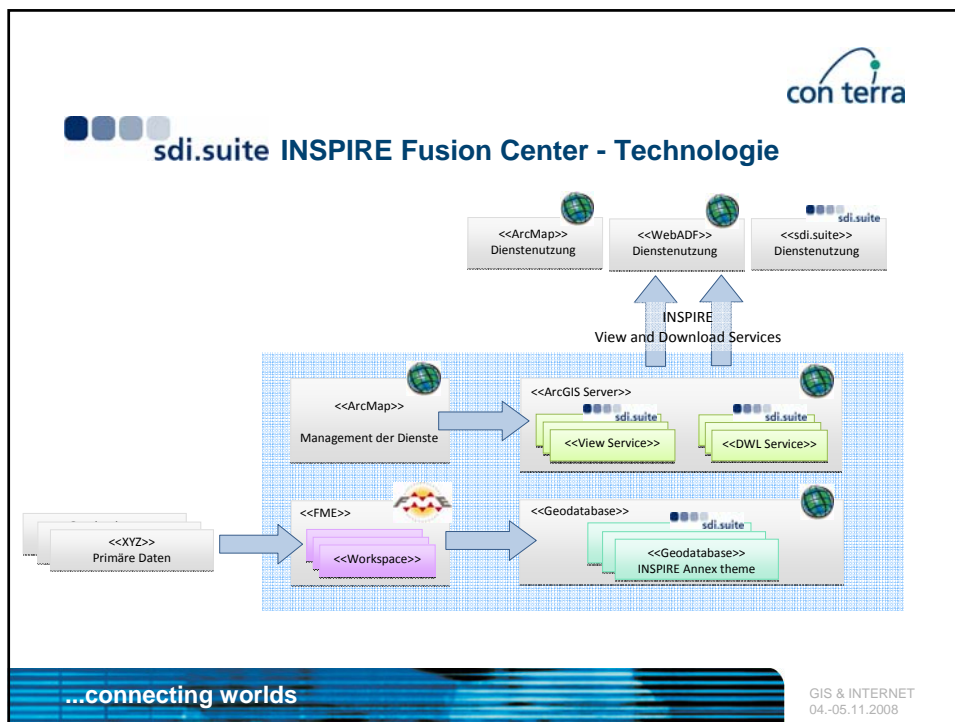 con terra
sdi.suite INSPIRE Fusion Center - Technologie
<<ArcMap>>
Dienstenutzung
<<WebADF>>
Dienstenutzung
sdi.suite
<<sdi.suite>>
Dienstenutzung
INSPIRE
View and Download Services
<<ArcMap>>
Management der Dienste
<<ArcGIS Server>>
sdi.suite
<<View Service>>
sdi.suite
<<DWL Service>>
<<XYZ>>
Primäre Daten
<<FME>>
FME
<<Workspace>>
<<Geodatabase>>
sdi.suite
<<Geodatabase>>
INSPIRE Annex theme
...connecting worlds
GIS & INTERNET
04.-05.11.2008